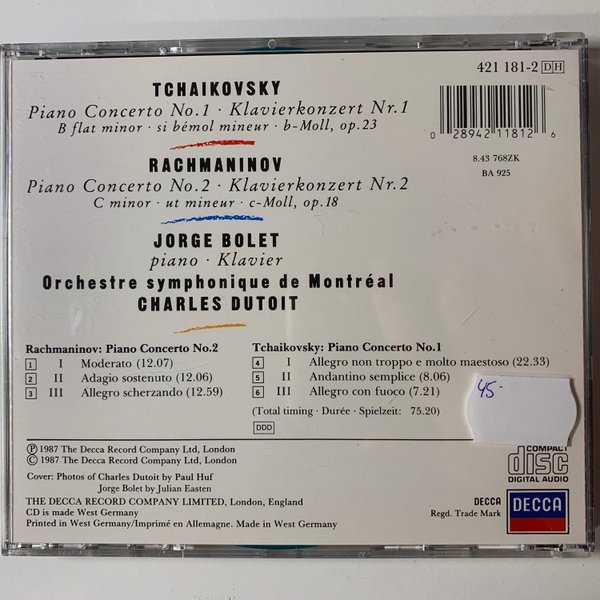 421 181-2 DH
TCHAIKOVSKY
Piano Concerto No.1 · Klavierkonzert Nr.1
B flat minor · si bémol mineur · b-Moll, op.23
0 28942 11812 6
8.43 768ZK
BA 925
RACHMANINOV
Piano Concerto No.2 · Klavierkonzert Nr.2
C minor · ut mineur · c-Moll, op.18
JORGE BOLET
piano · Klavier
Orchestre symphonique de Montréal
CHARLES DUTOIT
Rachmaninov: Piano Concerto No.2
1 I Moderato (12.07)
2 II Adagio sostenuto (12.06)
3 III Allegro scherzando (12.59)
Tchaikovsky: Piano Concerto No.1
4 I Allegro non troppo e molto maestoso (22.33)
5 II Andantino semplice (8.06)
6 III Allegro con fuoco (7.21)
(Total timing · Durée · Spielzeit: 75.20)
DDD
45-
℗ 1987 The Decca Record Company Ltd, London
© 1987 The Decca Record Company Ltd, London
Cover: Photos of Charles Dutoit by Paul Huf
Jorge Bolet by Julian Easten
THE DECCA RECORD COMPANY LIMITED, London, England
CD is made West Germany
Printed in West Germany/Imprimé en Allemagne. Made in West Germany
COMPACT
disc
DIGITAL AUDIO
DECCA
Regd. Trade Mark
DECCA